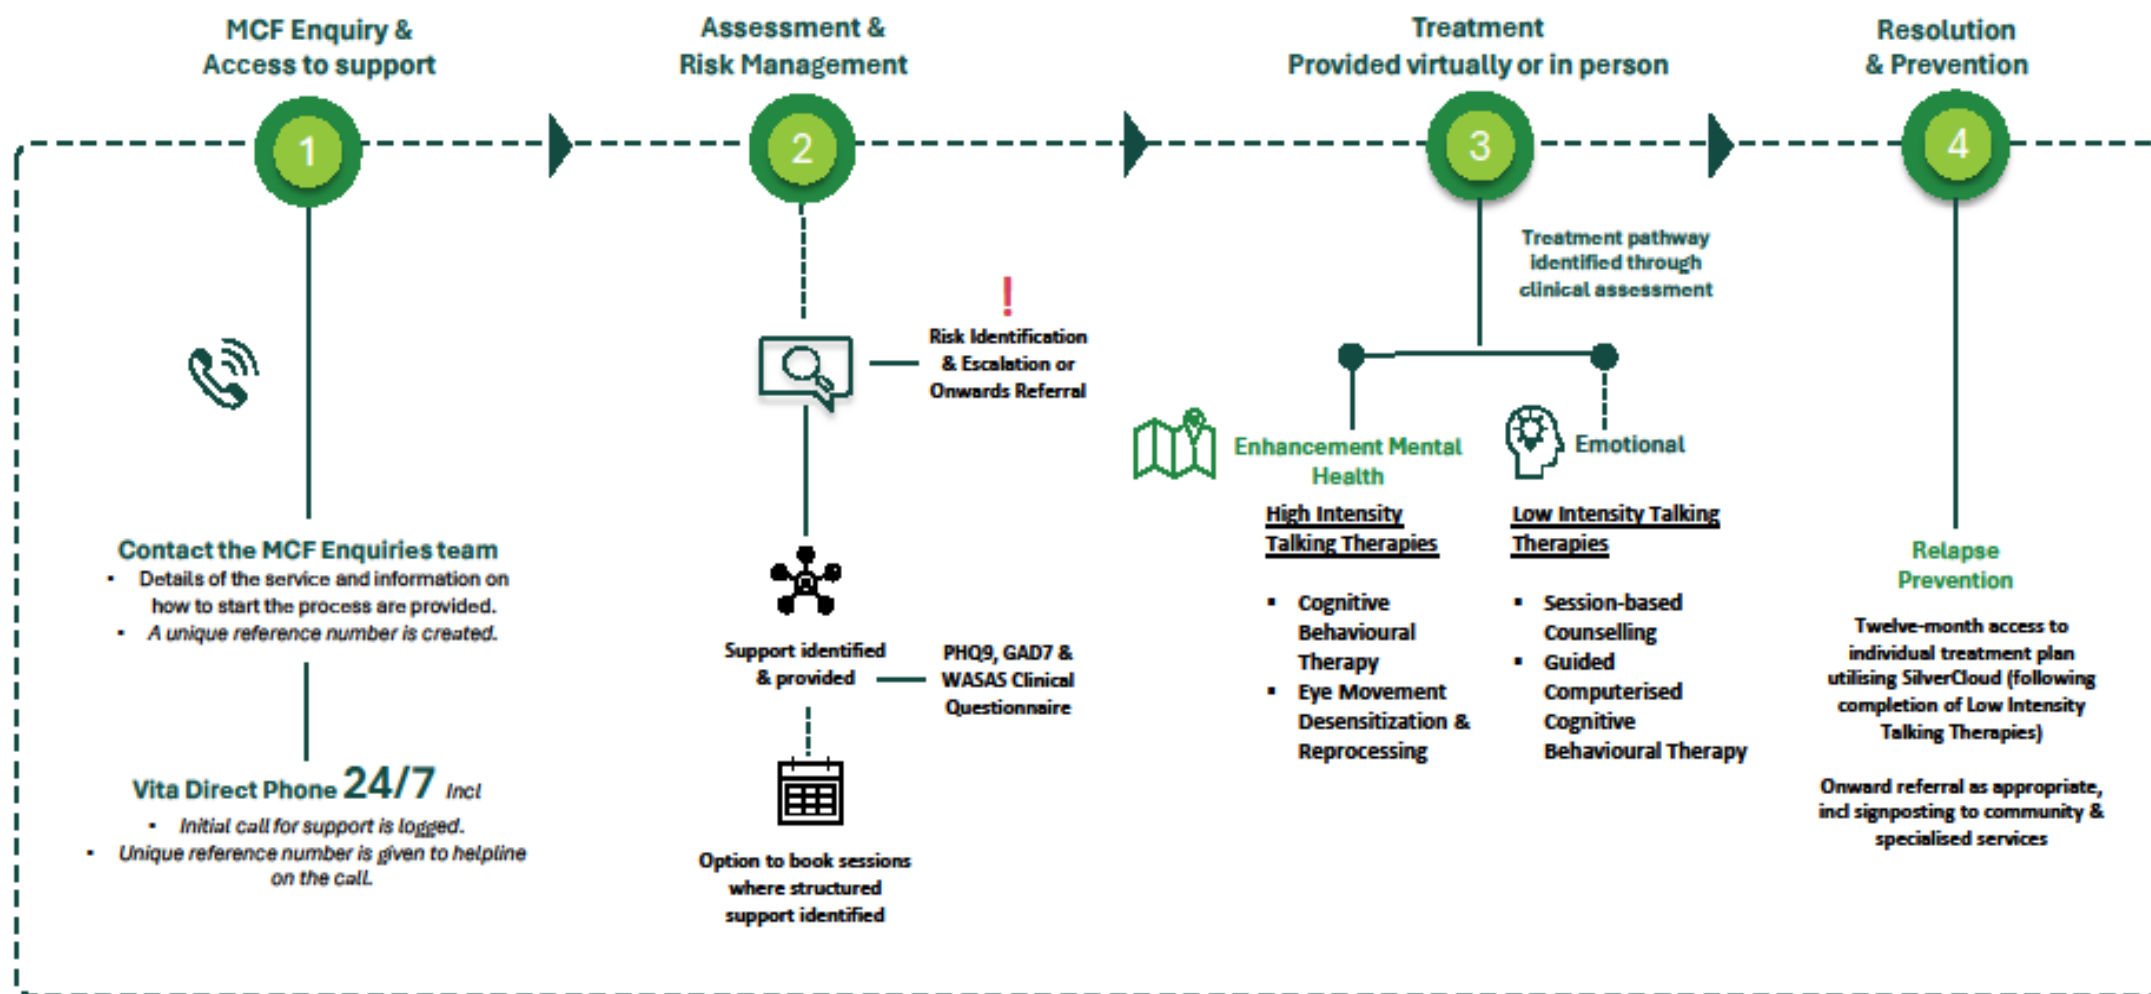 MCF Enquiry &
Access to support
1
Contact the MCF Enquiries team
▪ Details of the service and information on
how to start the process are provided.
▪ A unique reference number is created.
Vita Direct Phone 24/7 Incl
▪ Initial call for support is logged.
▪ Unique reference number is given to helpline
on the call.
Assessment &
Risk Management
2
!
Risk Identification
& Escalation or
Onwards Referral
Support identified
& provided
PHQ9, GAD7 &
WASAS Clinical
Questionnaire
Option to book sessions
where structured
support identified
Treatment
Provided virtually or in person
3
Treatment pathway
identified through
clinical assessment
Enhancement Mental
Health
High Intensity
Talking Therapies
▪ Cognitive
Behavioural
Therapy
▪ Eye Movement
Desensitization &
Reprocessing
Emotional
Low Intensity Talking
Therapies
▪ Session-based
Counselling
▪ Guided
Computerised
Cognitive
Behavioural Therapy
Resolution
& Prevention
4
Relapse
Prevention
Twelve-month access to
individual treatment plan
utilising SilverCloud (following
completion of Low Intensity
Talking Therapies)
Onward referral as appropriate,
incl signposting to community &
specialised services